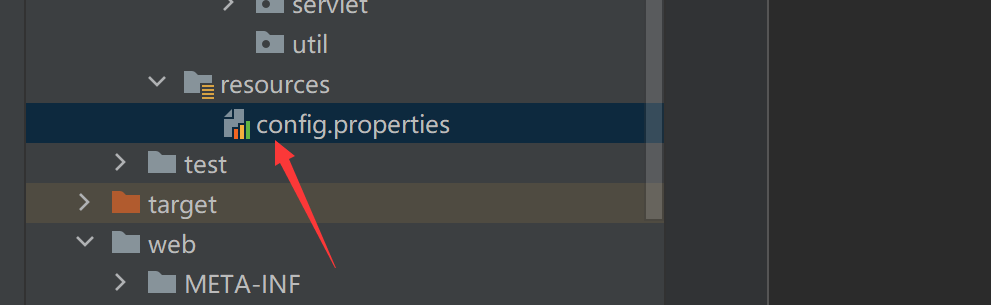 servlet
util
resources
config.properties
test
target
web
META-INF